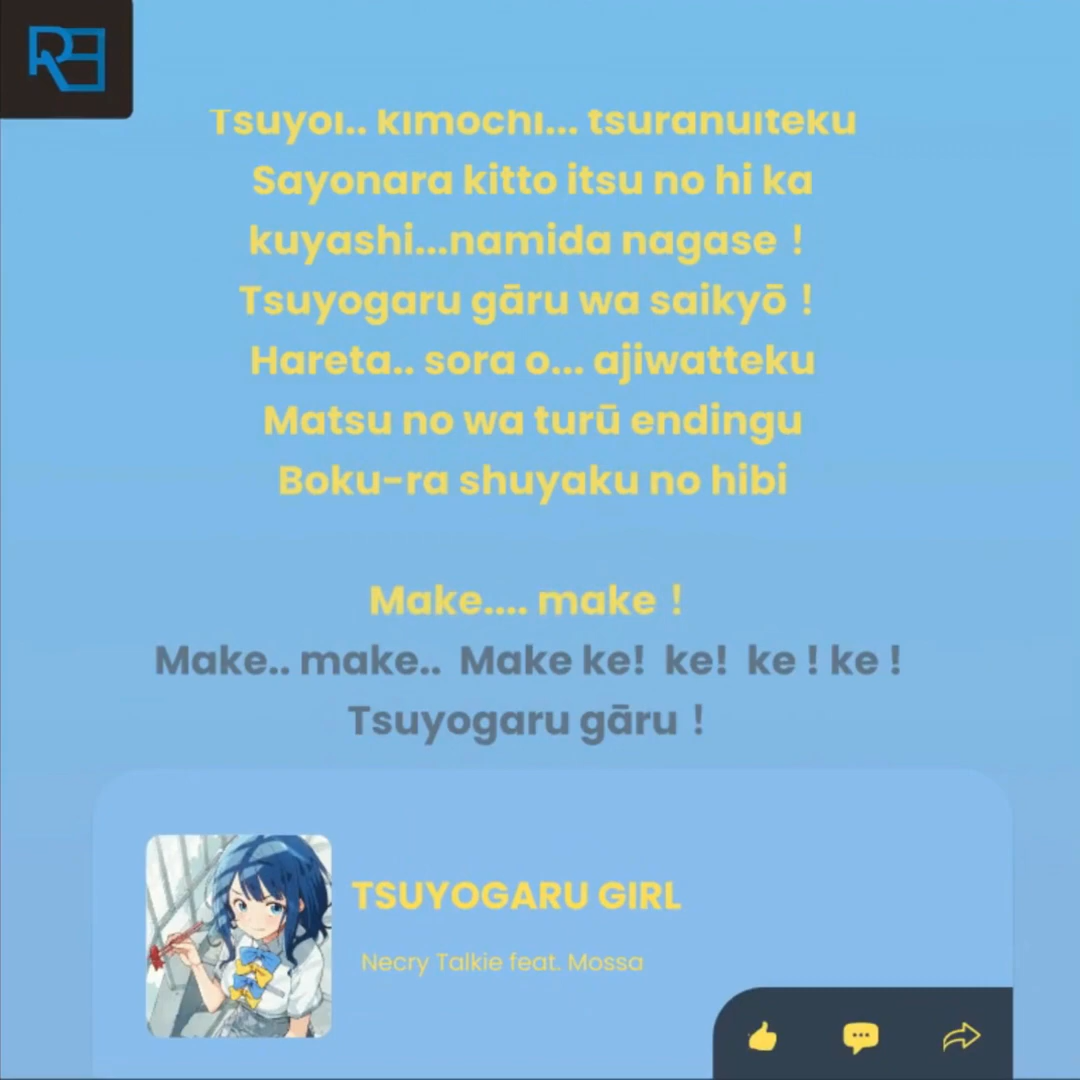 RE
Tsuyoi.. kimochi... tsuranuiteku
Sayonara kitto itsu no hi ka
kuyashi...namida nagase !
Tsuyogaru gāru wa saikyō !
Hareta.. sora o... ajiwatteku
Matsu no wa turū endingu
Boku-ra shuyaku no hibi
Make.... make !
Make.. make..  Make ke!  ke!  ke ! ke !
Tsuyogaru gāru !
TSUYOGARU GIRL
Necry Talkie feat. Mossa